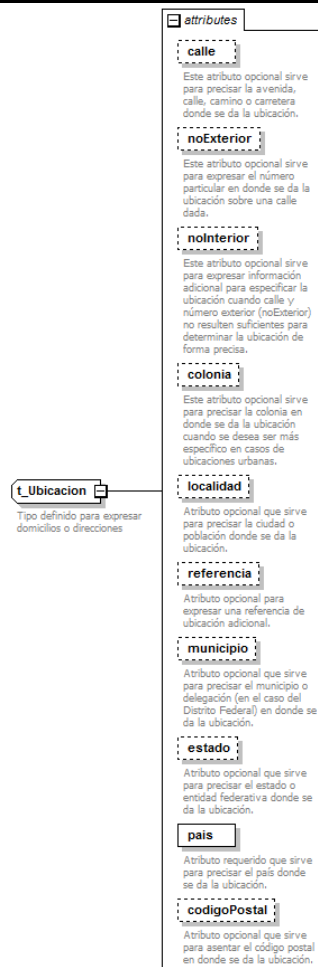 attributes
calle
Este atributo opcional sirve
para precisar la avenida,
calle, camino o carretera
donde se da la ubicación.
noExterior
Este atributo opcional sirve
para expresar el número
particular en donde se da la
ubicación sobre una calle
dada.
noInterior
Este atributo opcional sirve
para expresar información
adicional para especificar la
ubicación cuando calle y
número exterior (noExterior)
no resulten suficientes para
determinar la ubicación de
forma precisa.
colonia
Este atributo opcional sirve
para precisar la colonia en
donde se da la ubicación
cuando se desea ser más
específico en casos de
ubicaciones urbanas.
t_Ubicacion
Tipo definido para expresar
domicilios o direcciones
localidad
Atributo opcional que sirve
para precisar la ciudad o
población donde se da la
ubicación.
referencia
Atributo opcional para
expresar una referencia de
ubicación adicional.
municipio
Atributo opcional que sirve
para precisar el municipio o
delegación (en el caso del
Distrito Federal) en donde se
da la ubicación.
estado
Atributo opcional que sirve
para precisar el estado o
entidad federativa donde se
da la ubicación.
pais
Atributo requerido que sirve
para precisar el país donde
se da la ubicación.
codigoPostal
Atributo opcional que sirve
para asentar el código postal
en donde se da la ubicación.